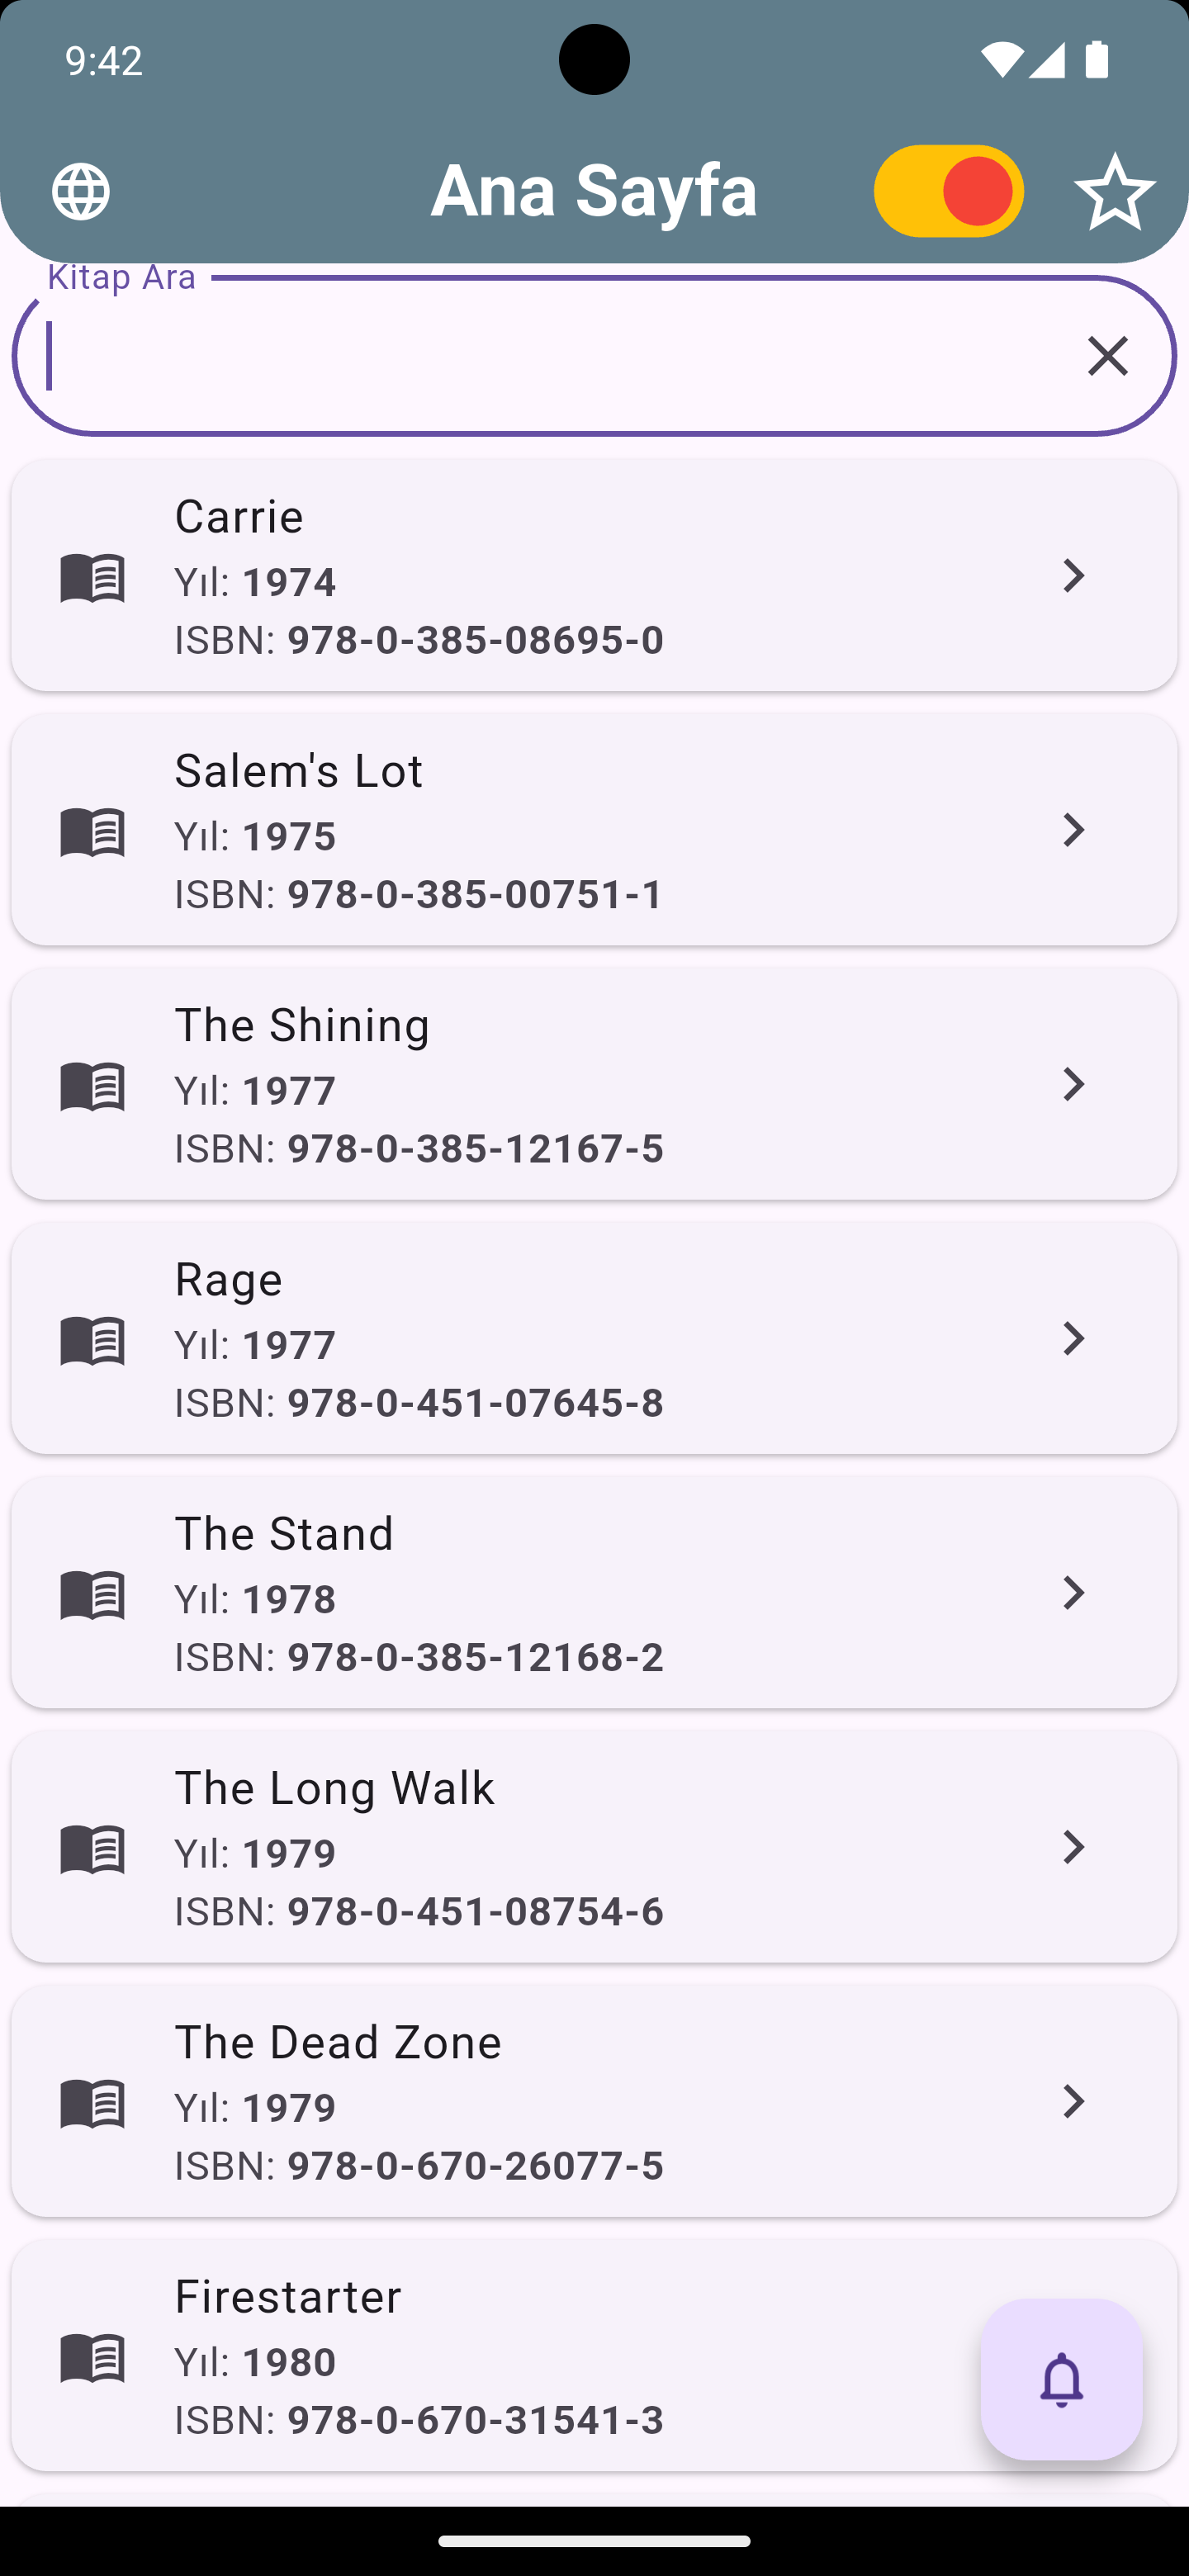 9:42
Ana Sayfa
Kitap Ara
Carrie
Yıl: 1974
ISBN: 978-0-385-08695-0
Salem's Lot
Yıl: 1975
ISBN: 978-0-385-00751-1
The Shining
Yıl: 1977
ISBN: 978-0-385-12167-5
Rage
Yıl: 1977
ISBN: 978-0-451-07645-8
The Stand
Yıl: 1978
ISBN: 978-0-385-12168-2
The Long Walk
Yıl: 1979
ISBN: 978-0-451-08754-6
The Dead Zone
Yıl: 1979
ISBN: 978-0-670-26077-5
Firestarter
Yıl: 1980
ISBN: 978-0-670-31541-3